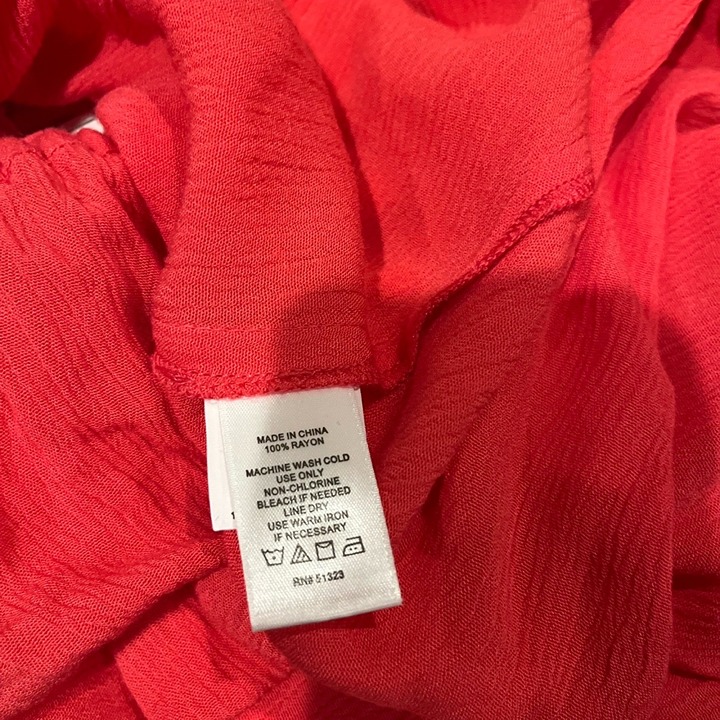 MADE IN CHINA
100% RAYON
MACHINE WASH COLD
USE ONLY
NON-CHLORINE
BLEACH IF NEEDED
LINE DRY
USE WARM IRON
IF NECESSARY
RN# 51323